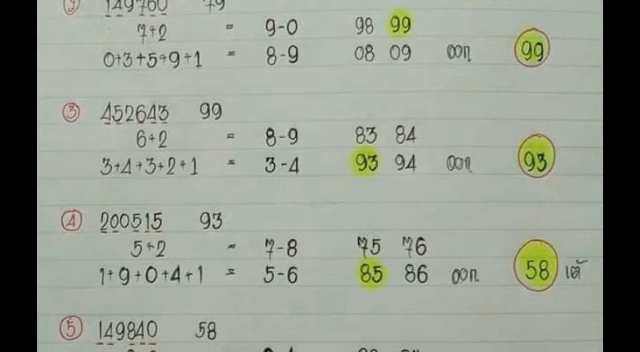 ② 149760 79
7+2 = 9-0 98 99
0+3+5+9+1 = 8-9 08 09 ออก 99
③ 452643 99
6+2 = 8-9 83 84
3+4+3+2+1 = 3-4 93 94 ออก 93
④ 200515 93
5+2 = 7-8 75 76
1+9+0+4+1 = 5-6 85 86 ออก 58 เต้
⑤ 149840 58